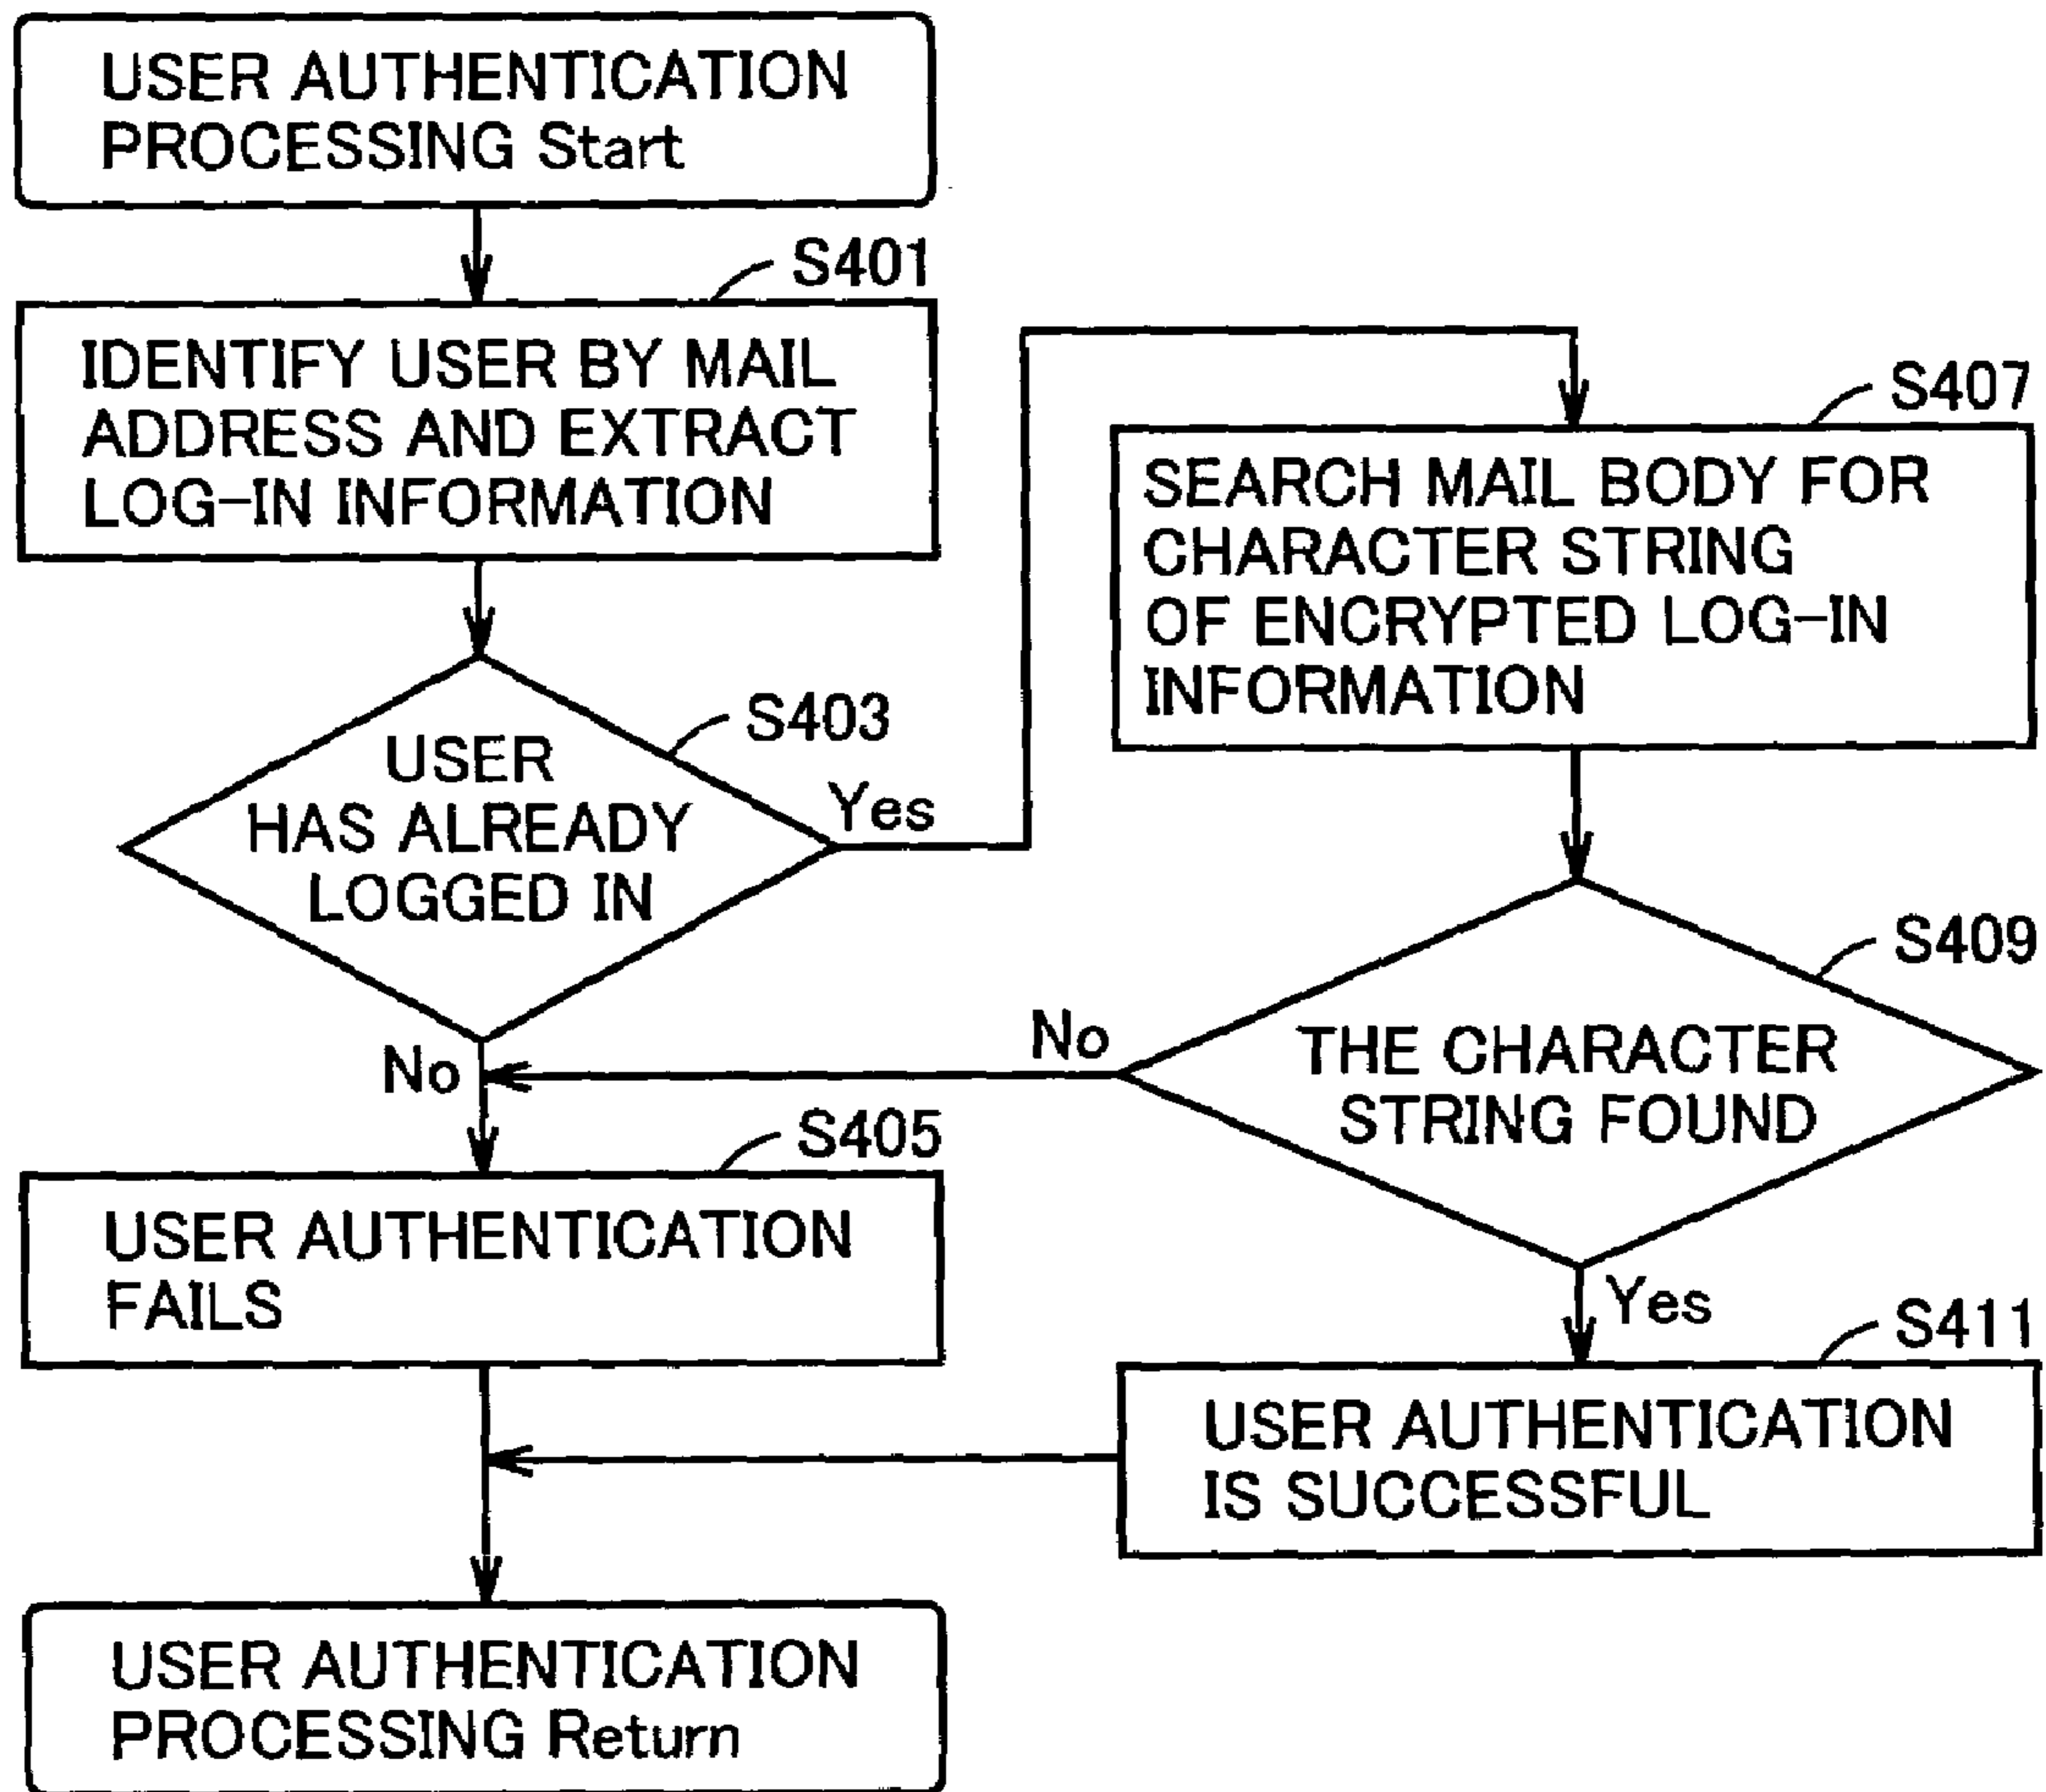 USER AUTHENTICATION
PROCESSING Start
S401
IDENTIFY USER BY MAIL
ADDRESS AND EXTRACT
LOG-IN INFORMATION
S403
USER
HAS ALREADY
LOGGED IN
Yes
No
S405
USER AUTHENTICATION
FAILS
S407
SEARCH MAIL BODY FOR
CHARACTER STRING
OF ENCRYPTED LOG-IN
INFORMATION
S409
THE CHARACTER
STRING FOUND
No
Yes
S411
USER AUTHENTICATION
IS SUCCESSFUL
USER AUTHENTICATION
PROCESSING Return